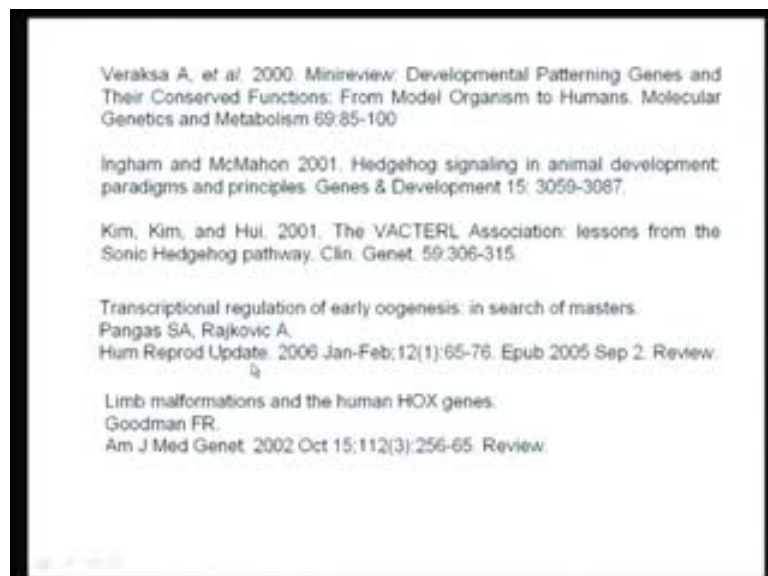 Veraksa A, et al. 2000. Minireview: Developmental Patterning Genes and
Their Conserved Functions: From Model Organism to Humans. Molecular
Genetics and Metabolism 69:85-100
Ingham and McMahon 2001. Hedgehog signaling in animal development:
paradigms and principles. Genes & Development 15: 3059-3087.
Kim, Kim, and Hui. 2001. The VACTERL Association: lessons from the
Sonic Hedgehog pathway. Clin. Genet. 59:306-315.
Transcriptional regulation of early oogenesis: in search of masters.
Pangas SA, Rajkovic A.
Hum Reprod Update. 2006 Jan-Feb;12(1):65-76. Epub 2005 Sep 2. Review.
Limb malformations and the human HOX genes.
Goodman FR.
Am J Med Genet. 2002 Oct 15;112(3):256-65. Review.